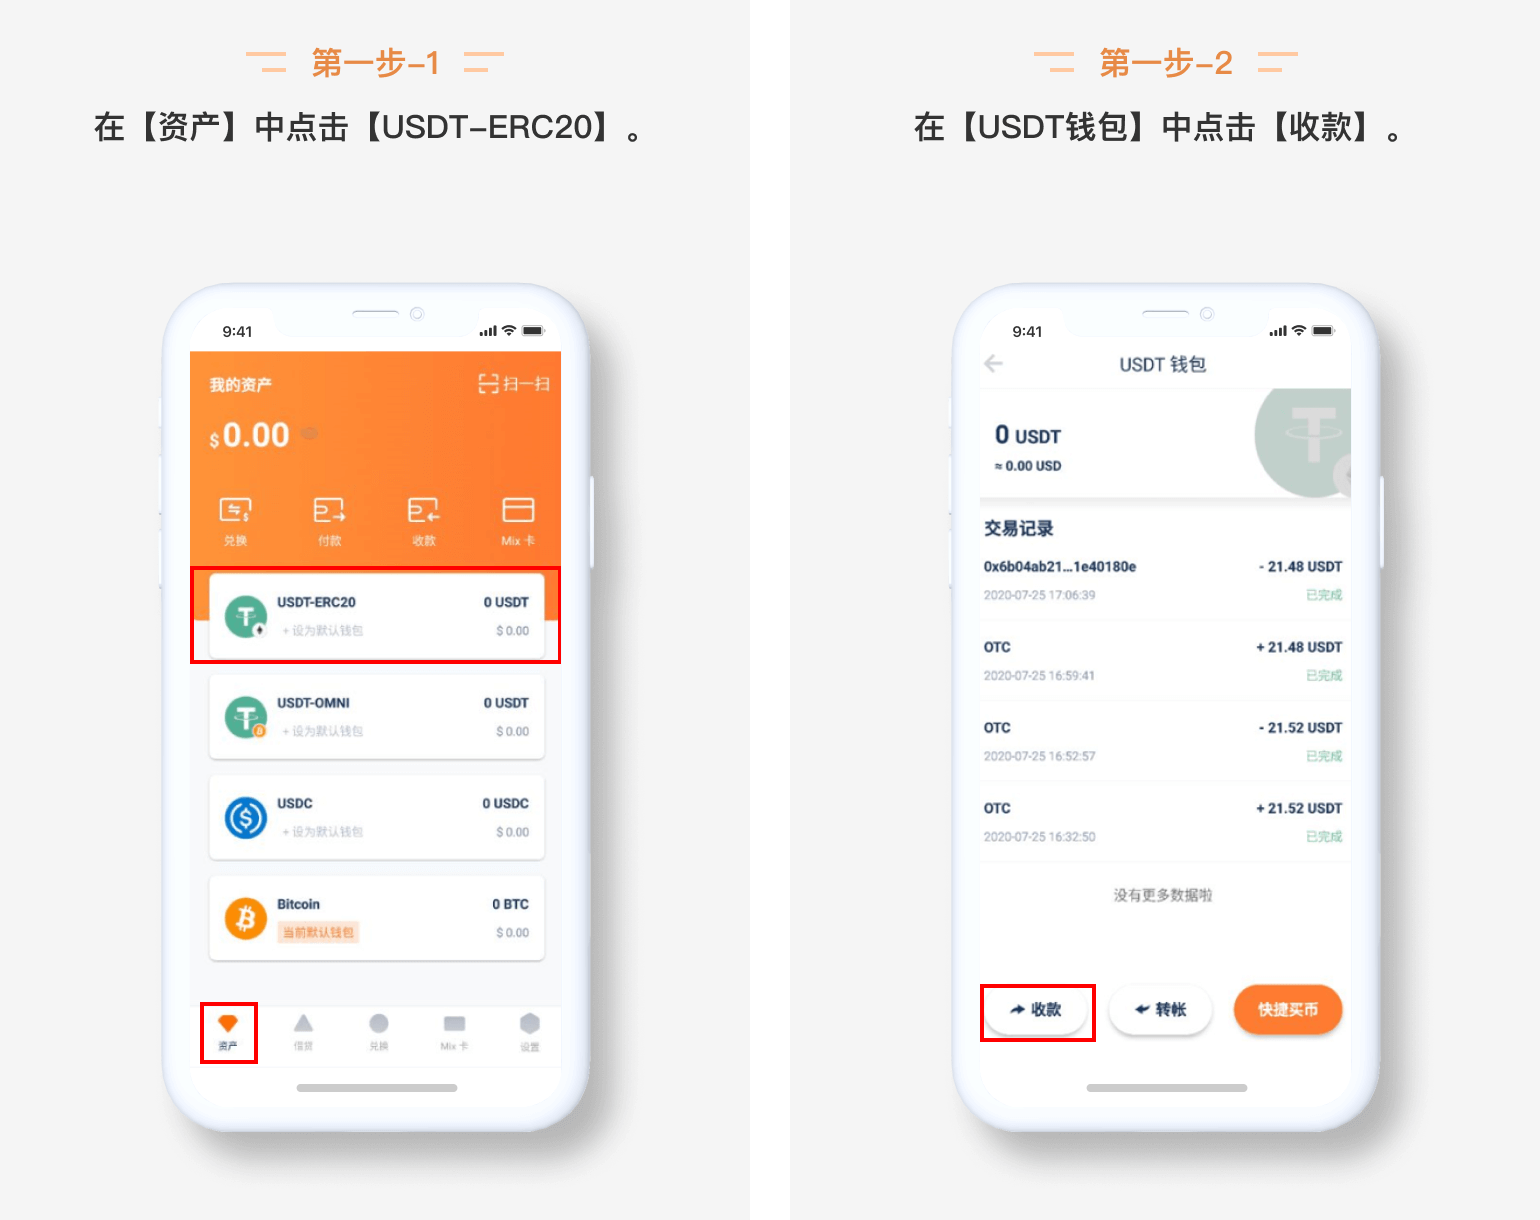 第一步-1
在【资产】中点击【USDT-ERC20】。
9:41
我的资产
扫一扫
$0.00
兑换 付款 收款 Mix 卡
USDT-ERC20 0 USDT
+ 设为默认钱包 $ 0.00
USDT-OMNI 0 USDT
+ 设为默认钱包 $ 0.00
USDC 0 USDC
+ 设为默认钱包 $ 0.00
Bitcoin 0 BTC
当前默认钱包 $ 0.00
资产 信贷 兑换 Mix 卡 设置
第一步-2
在【USDT钱包】中点击【收款】。
9:41
USDT 钱包
0 USDT
≈ 0.00 USD
交易记录
0x6b04ab21...1e40180e - 21.48 USDT
2020-07-25 17:06:39 已完成
OTC + 21.48 USDT
2020-07-25 16:59:41 已完成
OTC - 21.52 USDT
2020-07-25 16:52:57 已完成
OTC + 21.52 USDT
2020-07-25 16:32:50 已完成
没有更多数据啦
收款 转帐 快捷买币